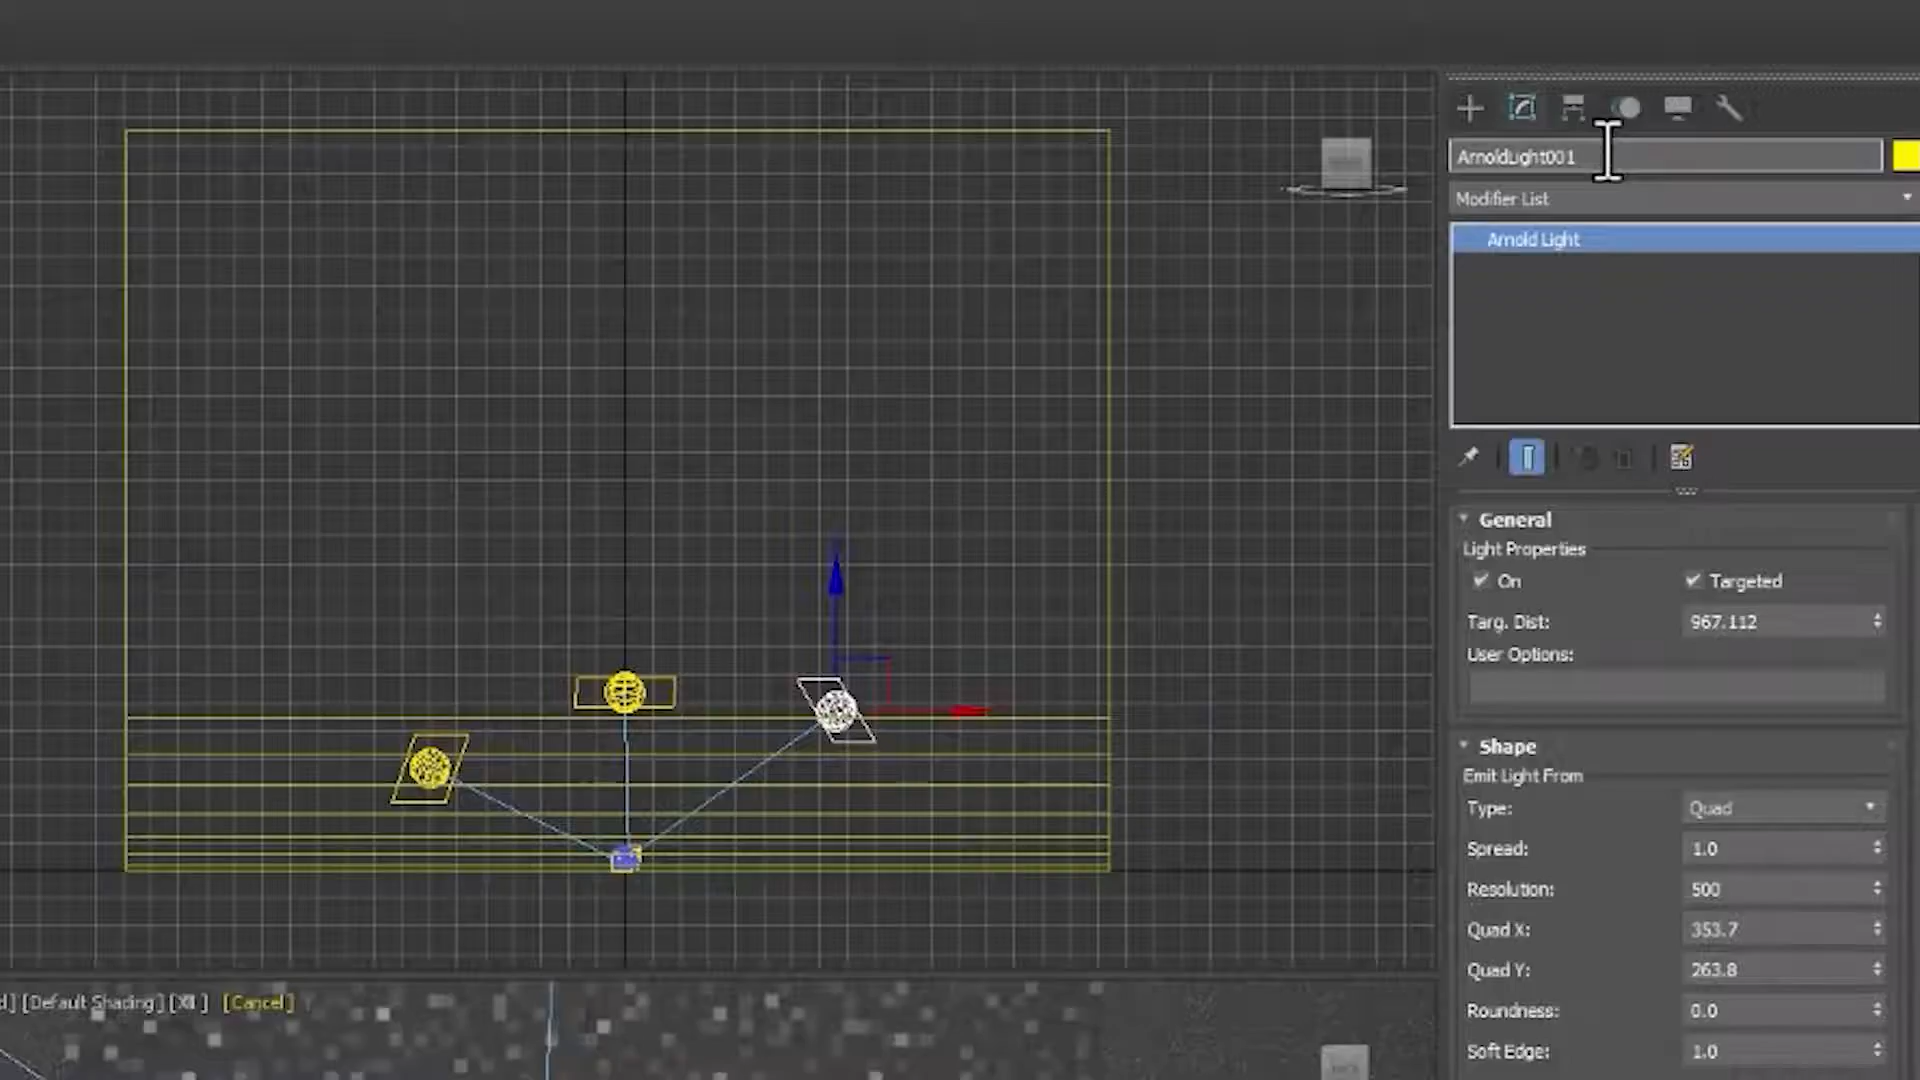 ArnoldLight001
Modifier List
Arnold Light
General
Light Properties
On
Targeted
Targ. Dist:
967.112
User Options:
Shape
Emit Light From
Type:
Quad
Spread:
1.0
Resolution:
500
Quad X:
353.7
Quad Y:
263.8
Roundness:
0.0
Soft Edge:
1.0
[Default Shading]
[Cancel]